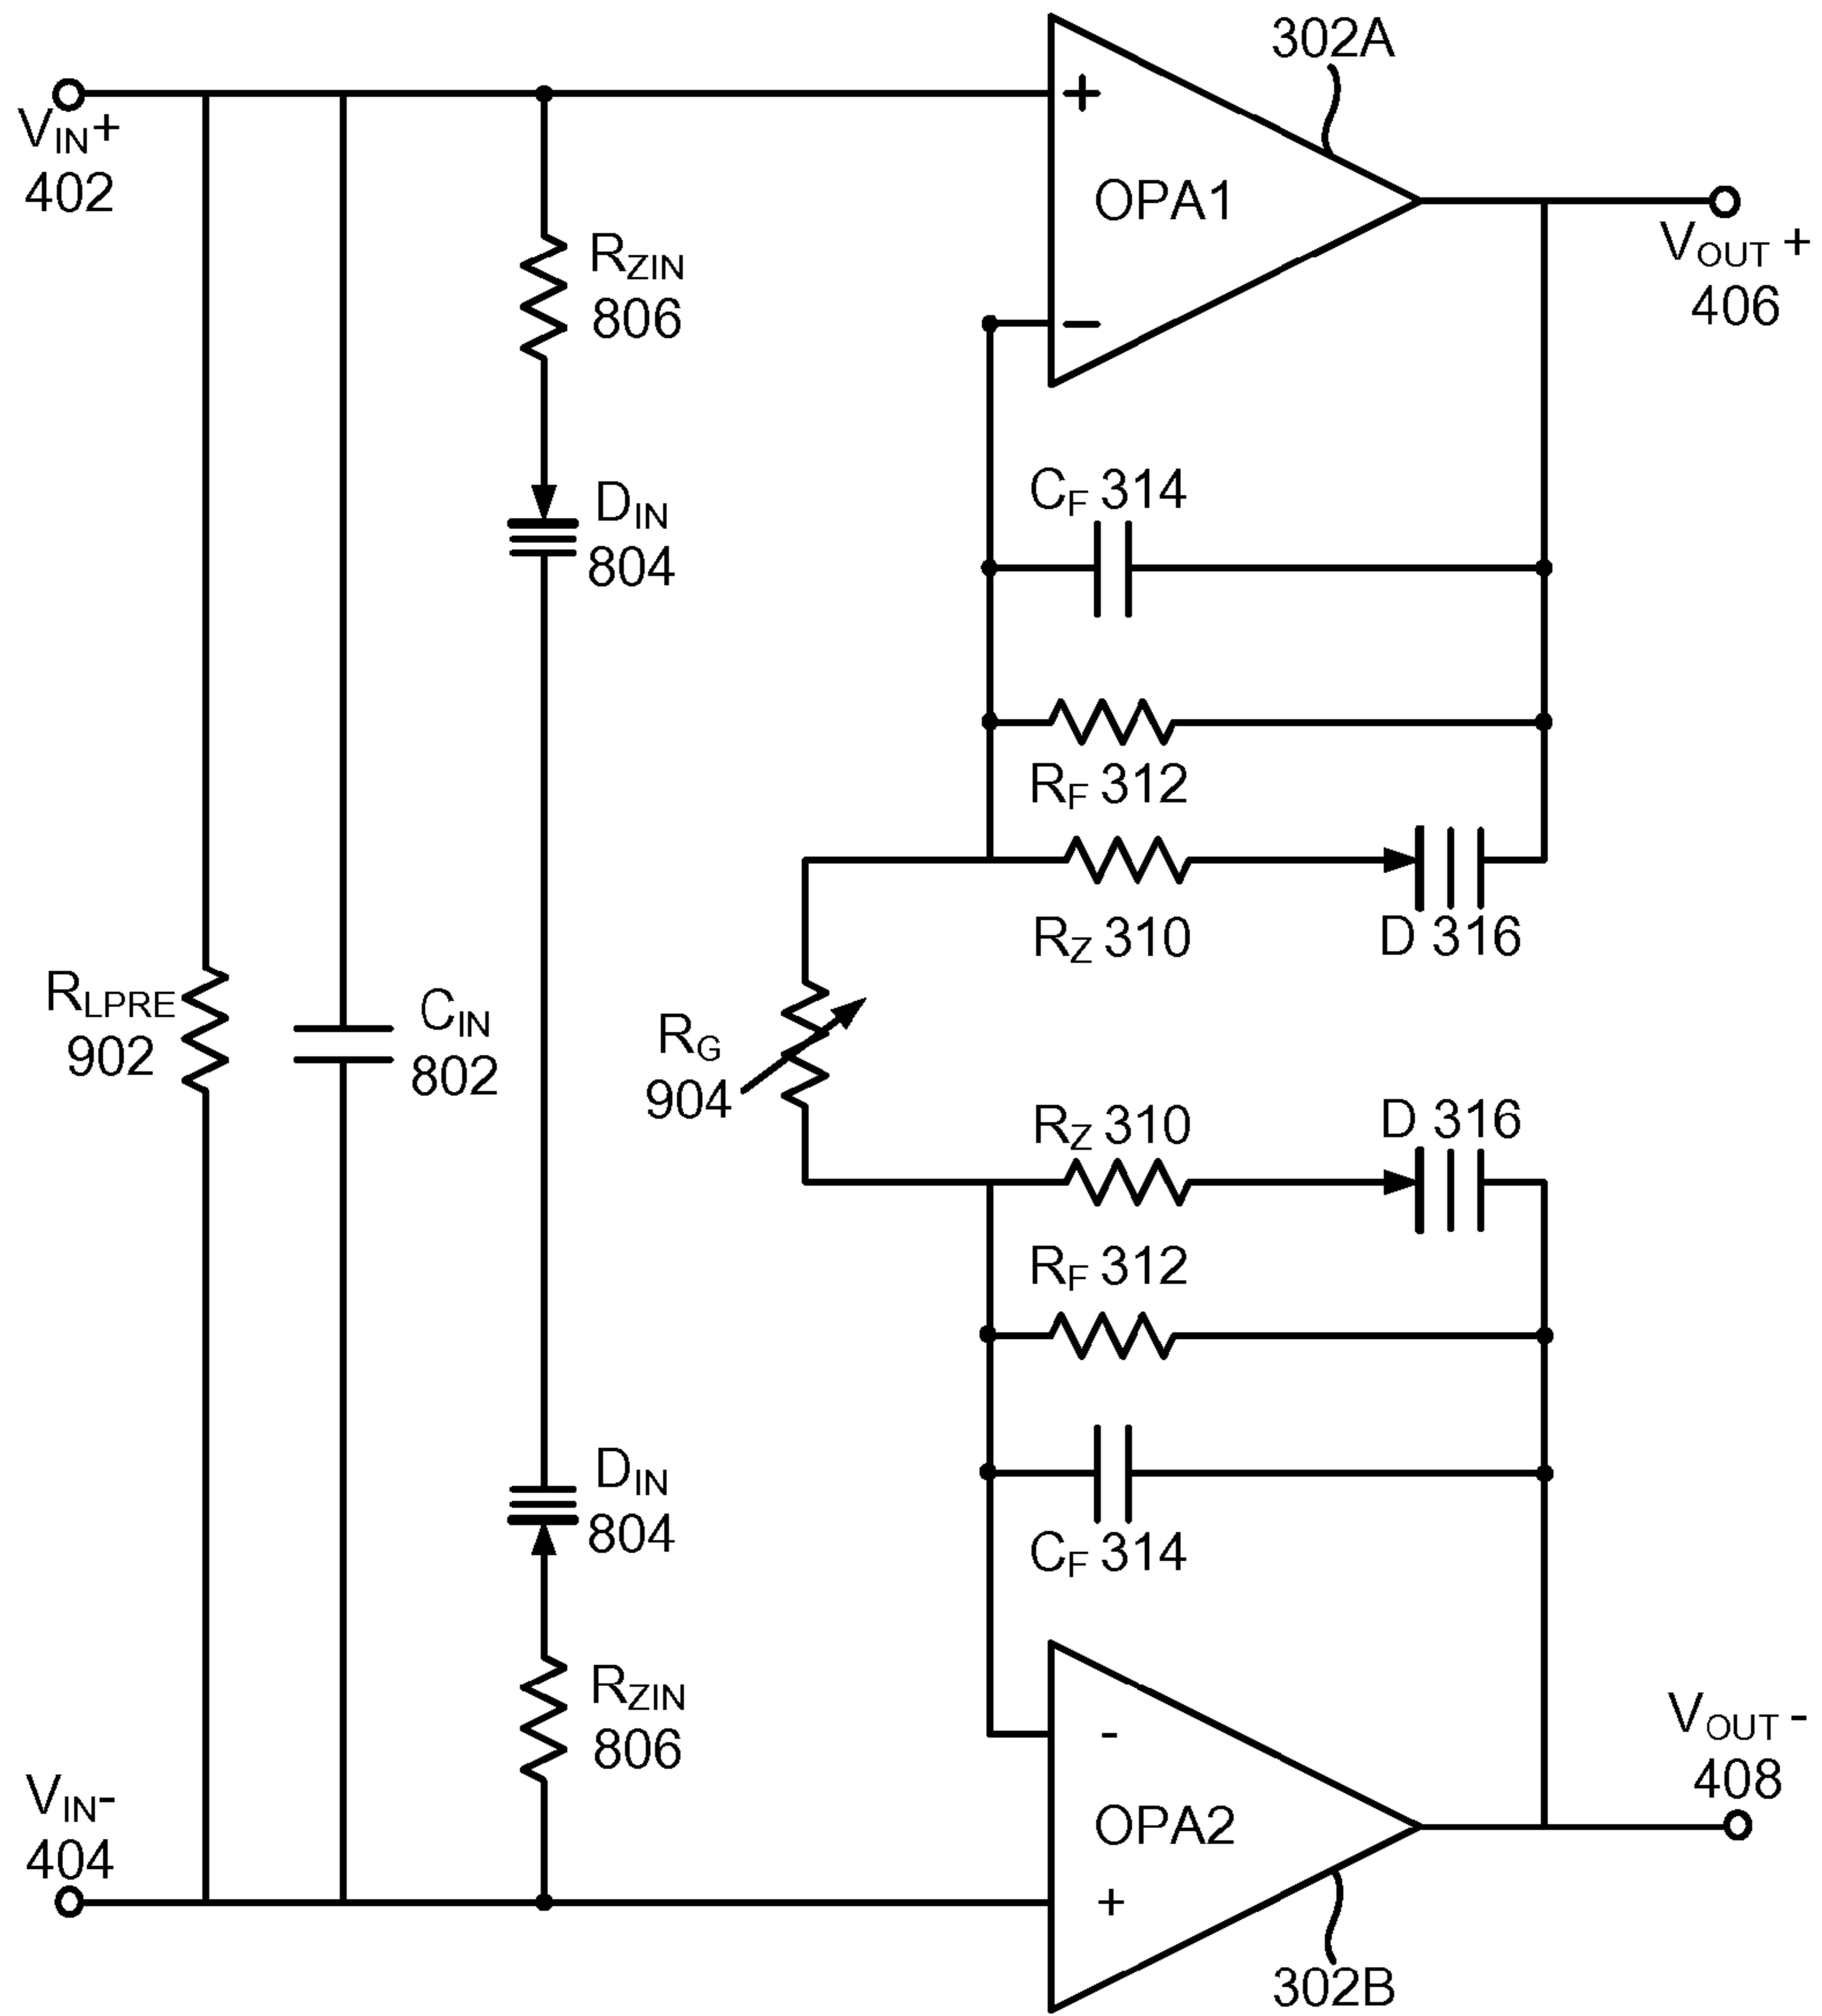 302A
+
VIN+
402
OPA1
VOUT +
406
RZIN
806
−
DIN
804
CF 314
RF 312
RZ 310
D 316
RLPRE
902
CIN
802
RG
904
RZ 310
D 316
RF 312
DIN
804
CF 314
RZIN
806
-
VOUT -
408
VIN-
404
OPA2
+
302B